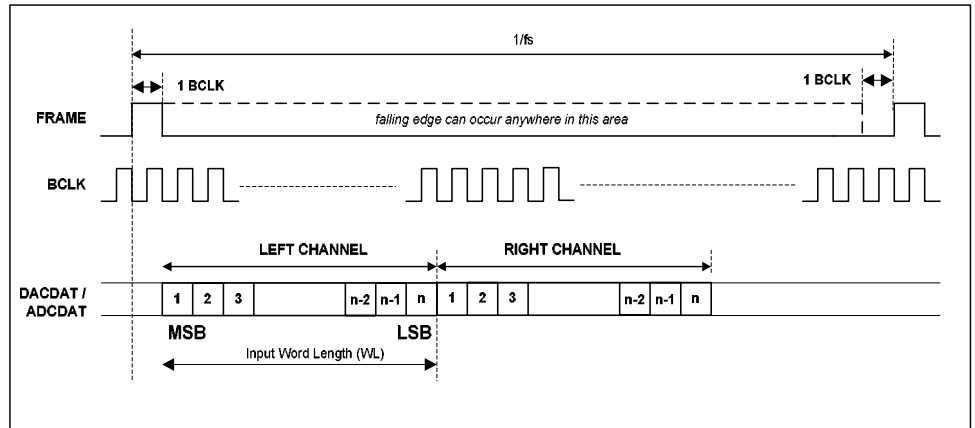 1/fs
1 BCLK
1 BCLK
FRAME
falling edge can occur anywhere in this area
BCLK
LEFT CHANNEL
RIGHT CHANNEL
DACDAT /
ADCDAT
1 2 3 n-2 n-1 n 1 2 3 n-2 n-1 n
MSB
LSB
Input Word Length (WL)